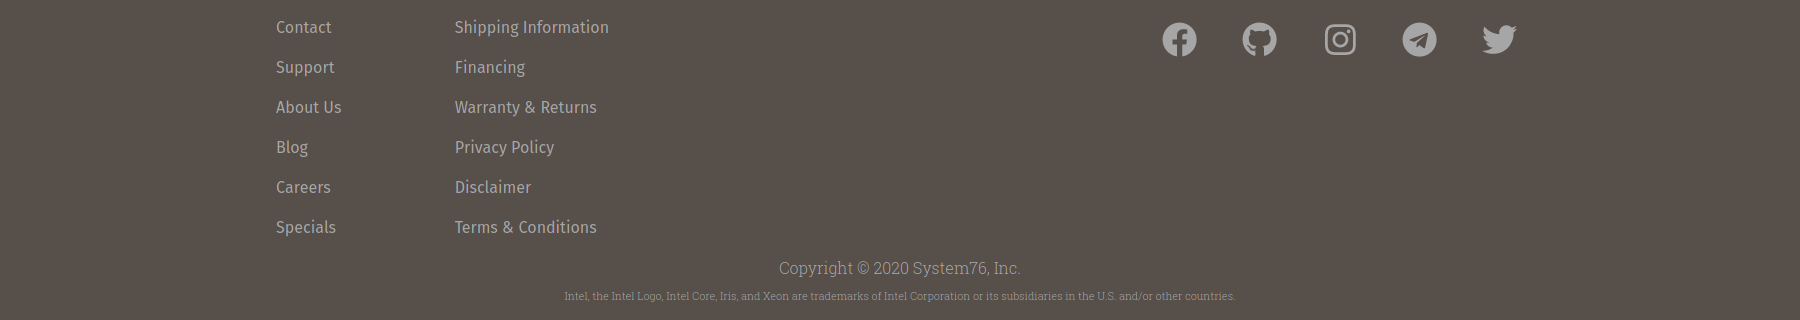 Contact
Support
About Us
Blog
Careers
Specials
Shipping Information
Financing
Warranty & Returns
Privacy Policy
Disclaimer
Terms & Conditions
Copyright © 2020 System76, Inc.
Intel, the Intel Logo, Intel Core, Iris, and Xeon are trademarks of Intel Corporation or its subsidiaries in the U.S. and/or other countries.